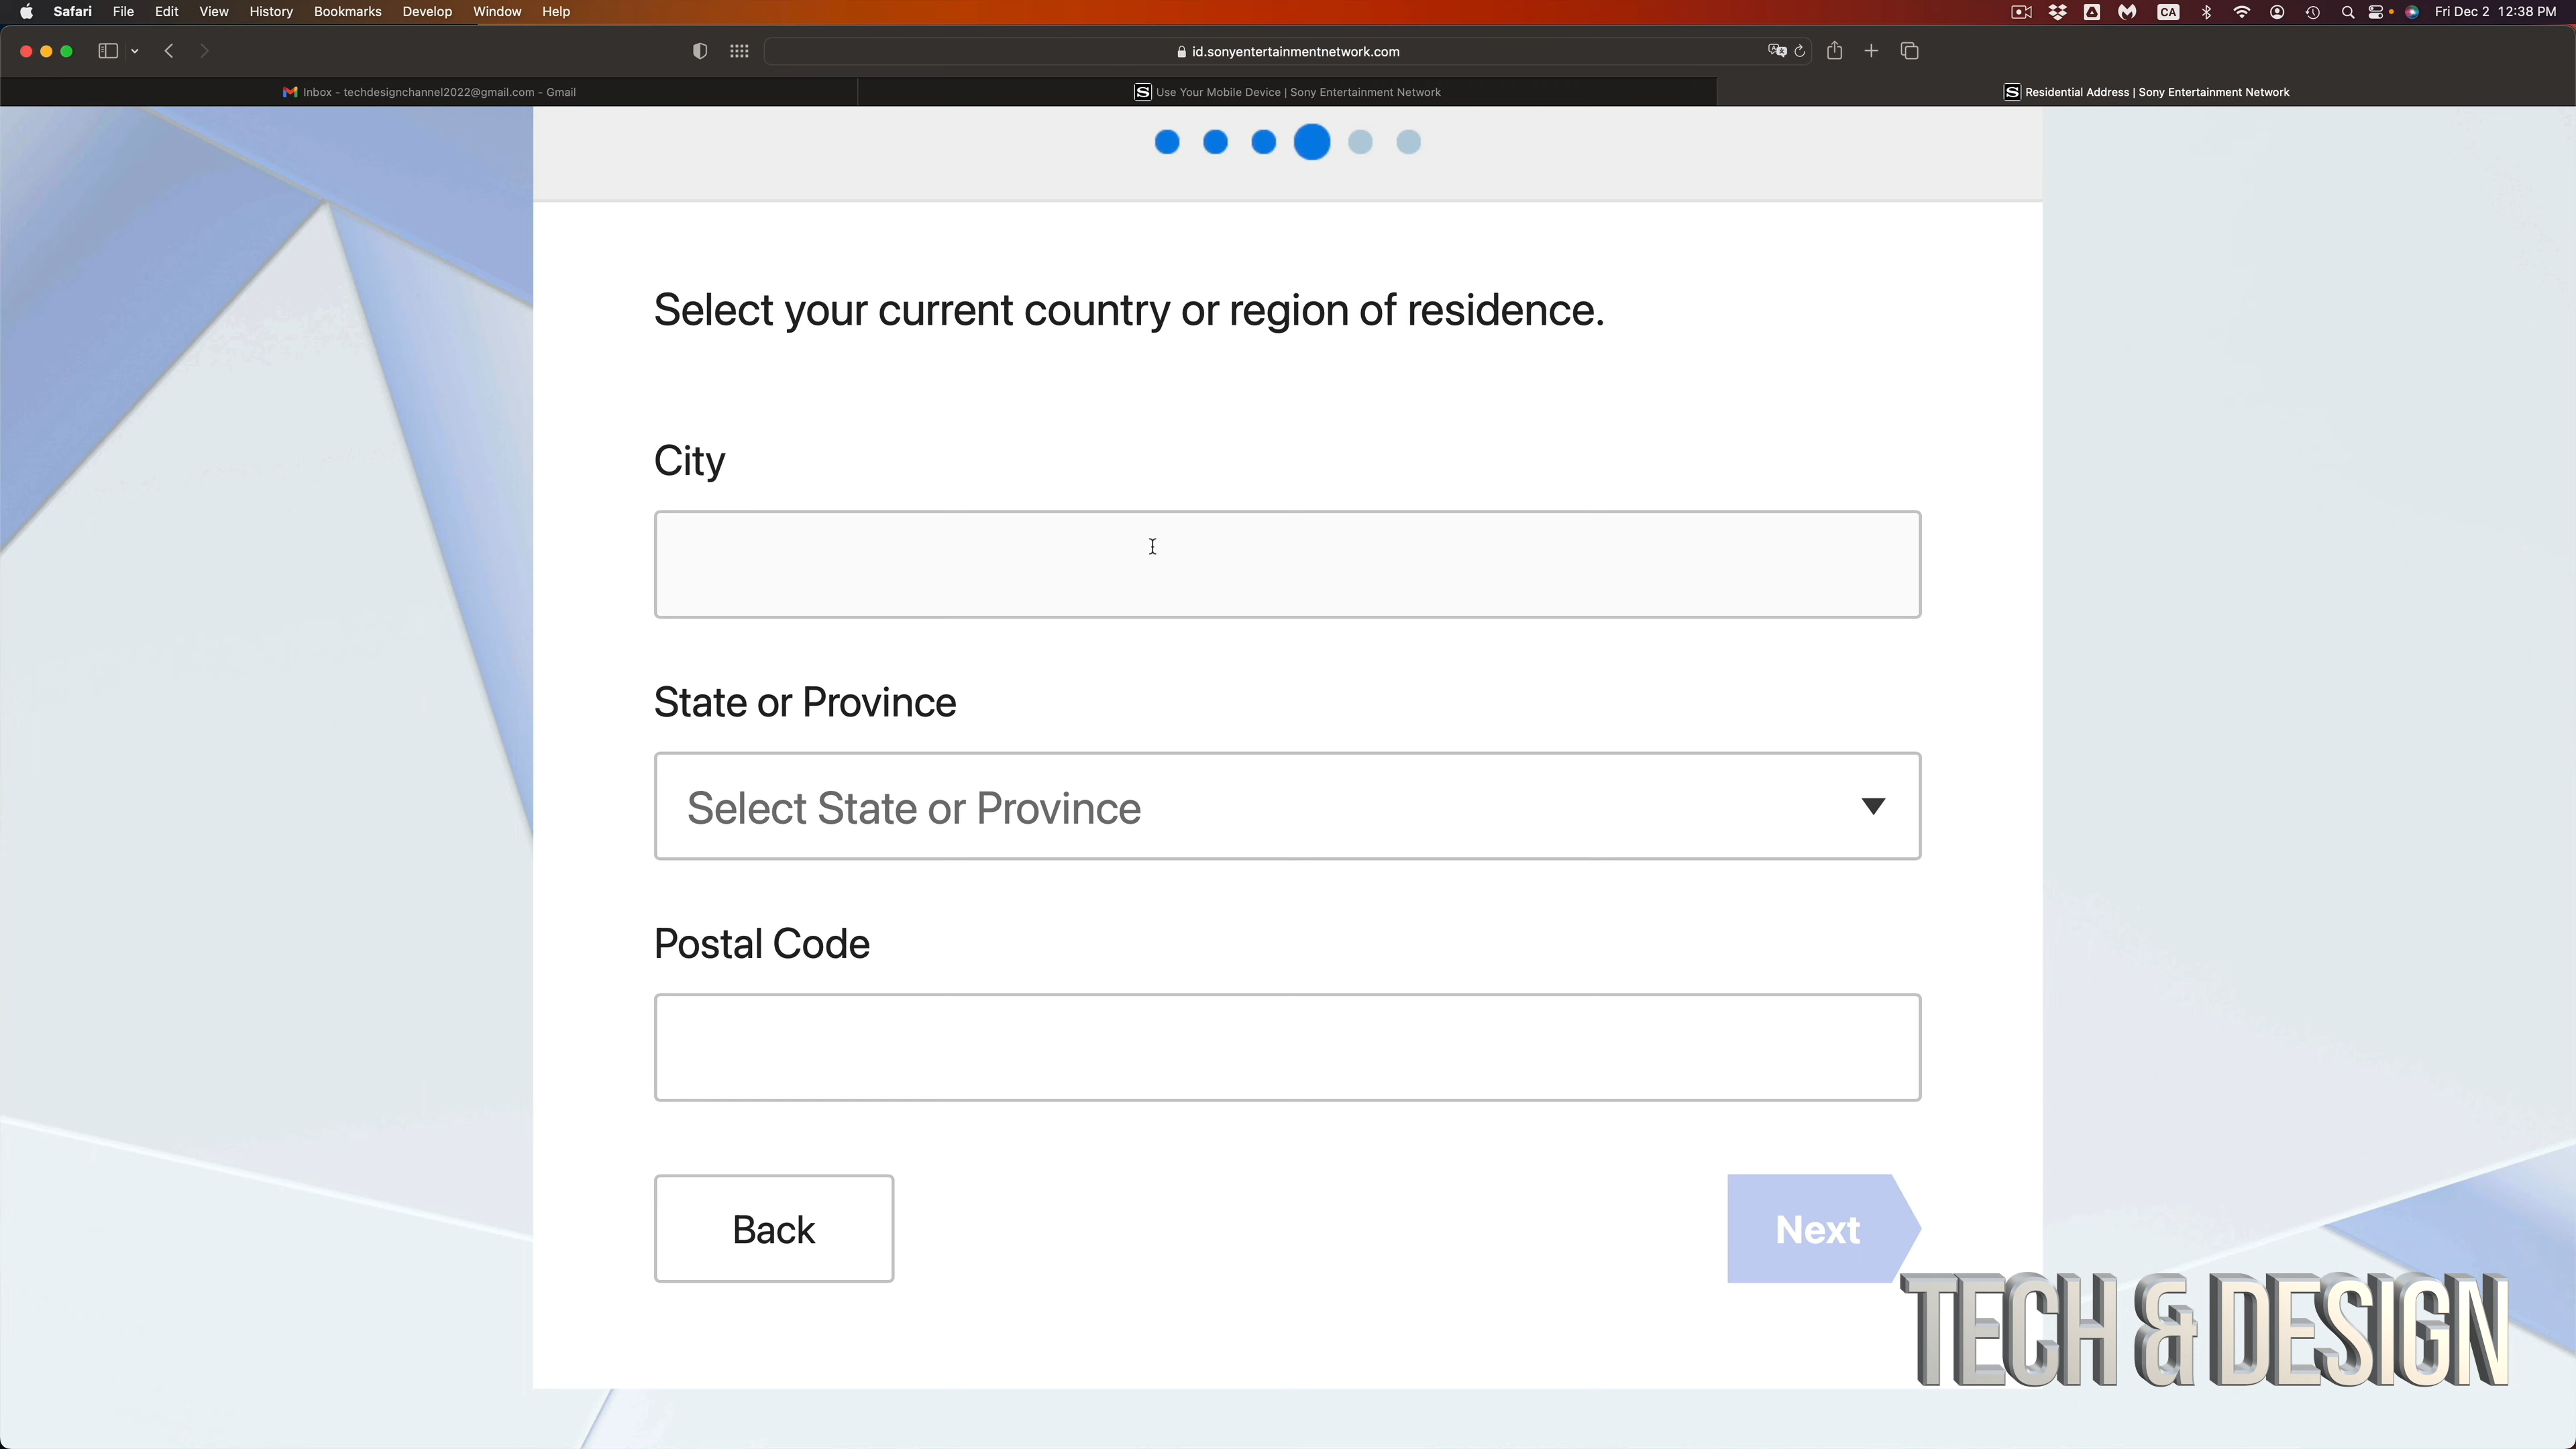 Safari File Edit View History Bookmarks Develop Window Help CA Fri Dec 2 12:38 PM
id.sonyentertainmentnetwork.com
Inbox - techdesignchannel2022@gmail.com - Gmail
S Use Your Mobile Device | Sony Entertainment Network
S Residential Address | Sony Entertainment Network
Select your current country or region of residence.
City
State or Province
Select State or Province
Postal Code
Back
Next
TECH & DESIGN